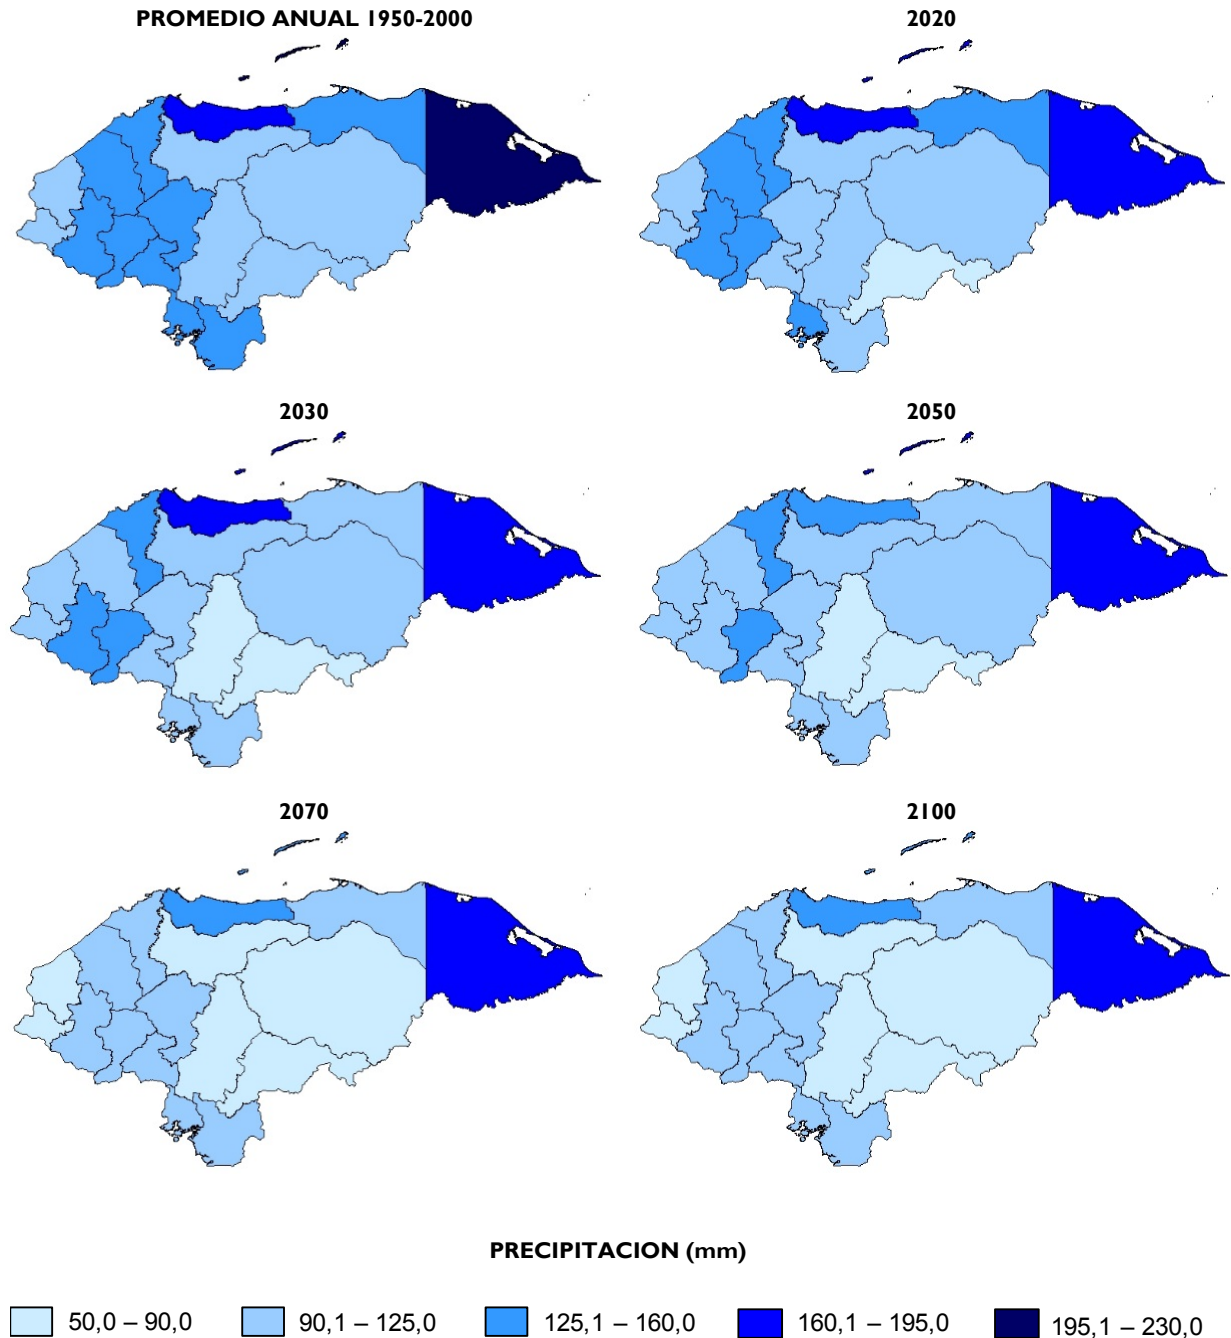 PROMEDIO ANUAL 1950-2000
2020
2030
2050
2070
2100
PRECIPITACION (mm)
50,0 – 90,0
90,1 – 125,0
125,1 – 160,0
160,1 – 195,0
195,1 – 230,0